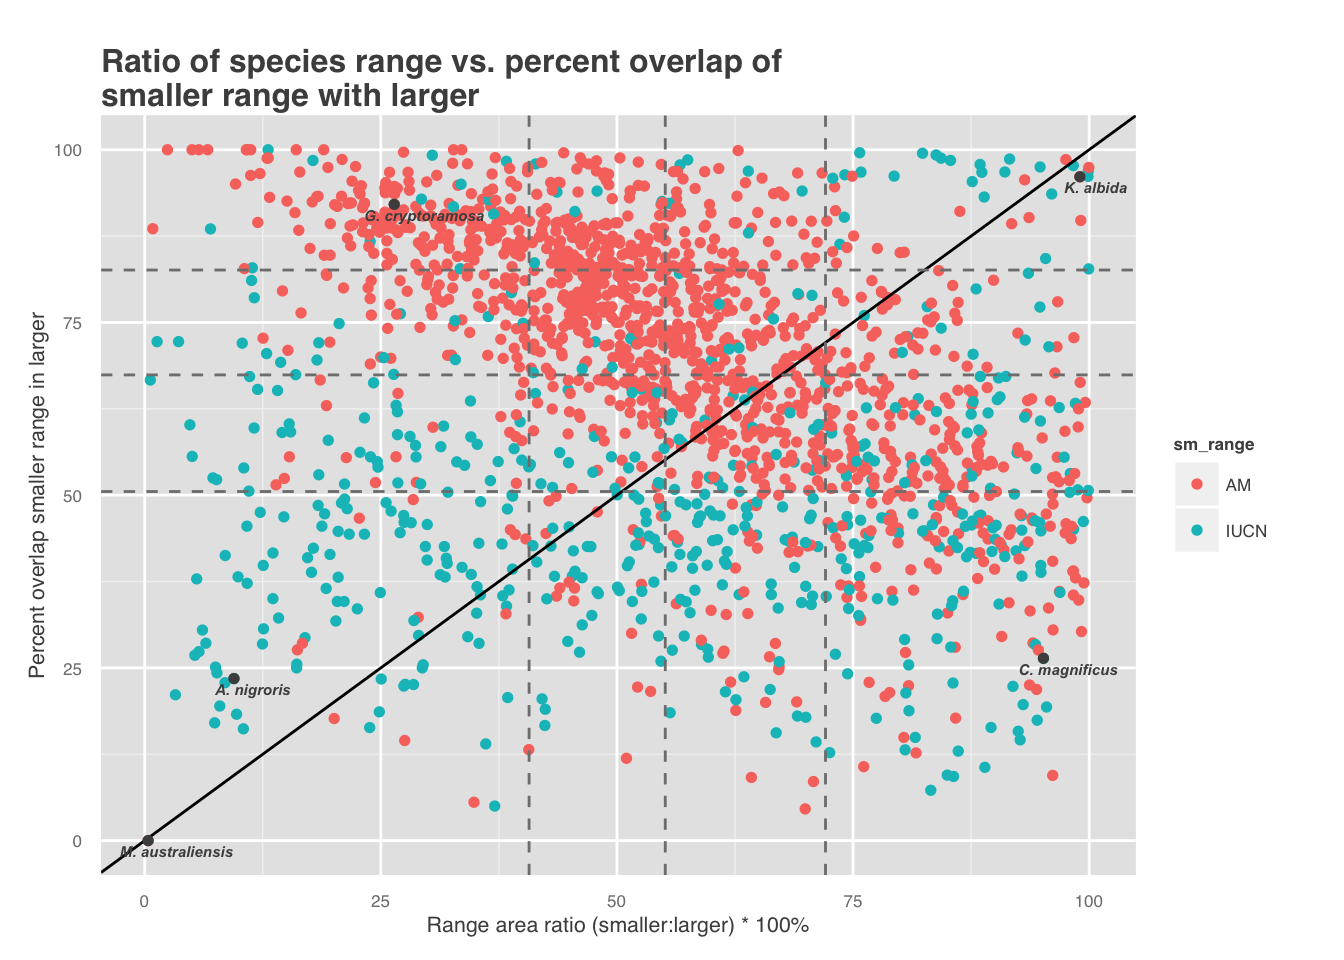 Ratio of species range vs. percent overlap of
smaller range with larger
Percent overlap smaller range in larger
100
75
50
25
0
K. albida
G. cryptoramosa
C. magnificus
A. nigroris
M. australiensis
0 25 50 75 100
Range area ratio (smaller:larger) * 100%
sm_range
AM
IUCN